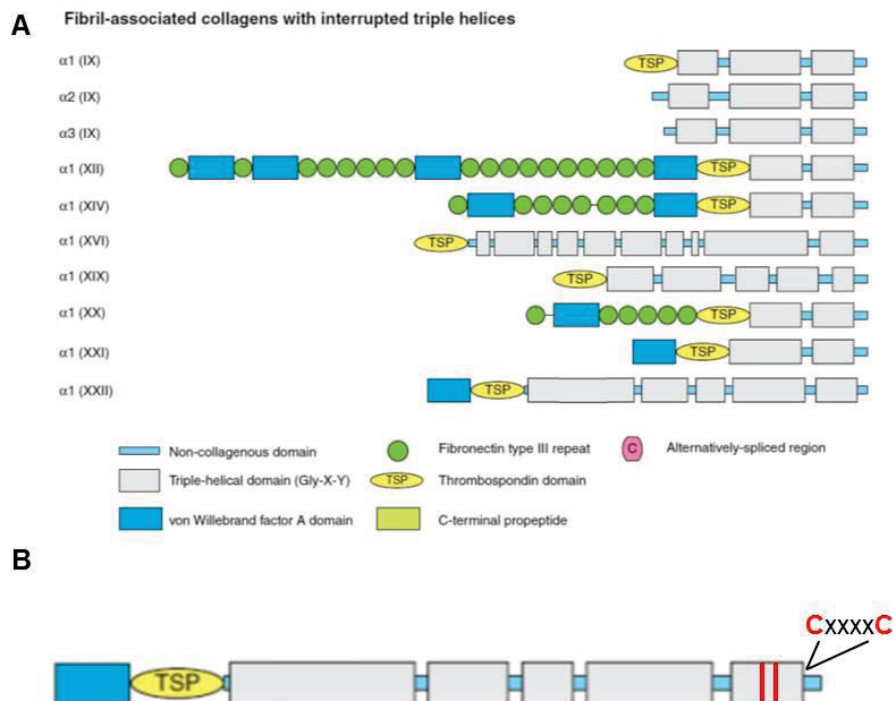 A
Fibril-associated collagens with interrupted triple helices
α1 (IX)
TSP
α2 (IX)
α3 (IX)
α1 (XII)
TSP
α1 (XIV)
TSP
α1 (XVI)
TSP
α1 (XIX)
TSP
α1 (XX)
TSP
α1 (XXI)
TSP
α1 (XXII)
TSP
Non-collagenous domain
Fibronectin type III repeat
C
Alternatively-spliced region
Triple-helical domain (Gly-X-Y)
TSP
Thrombospondin domain
von Willebrand factor A domain
C-terminal propeptide
B
CXXXXC
TSP